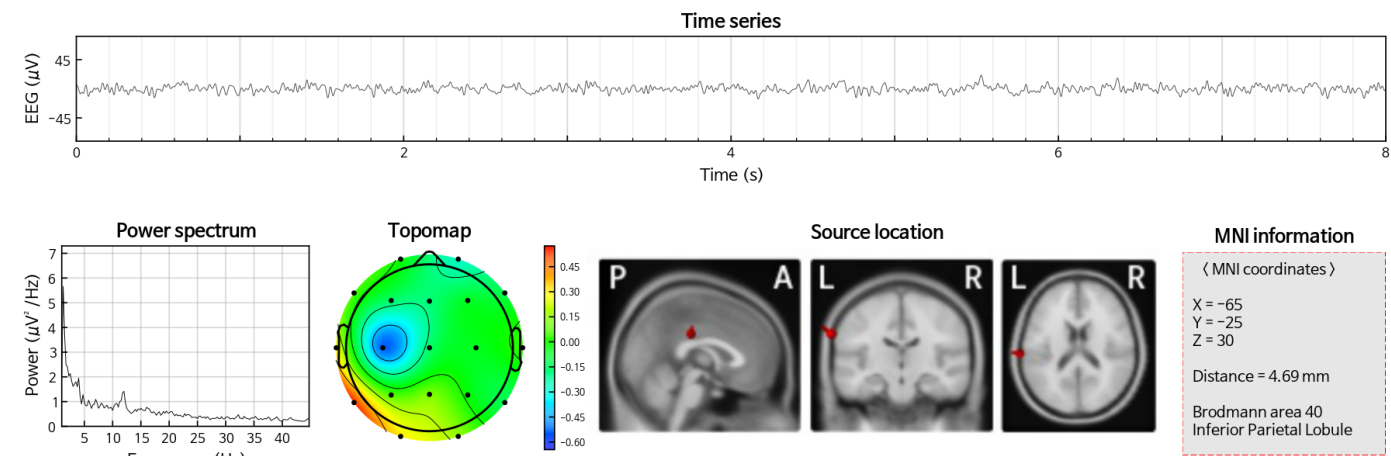 Time series
EEG (μV)
45
−45
0
2
4
6
8
Time (s)
Power spectrum
Power (μV²/Hz)
7
6
5
4
3
2
1
0
5
10
15
20
25
30
35
40
Topomap
0.45
0.30
0.15
0.00
−0.15
−0.30
−0.45
−0.60
Source location
P
A
L
R
L
R
MNI information
〈 MNI coordinates 〉
X = −65
Y = −25
Z = 30
Distance = 4.69 mm
Brodmann area 40
Inferior Parietal Lobule